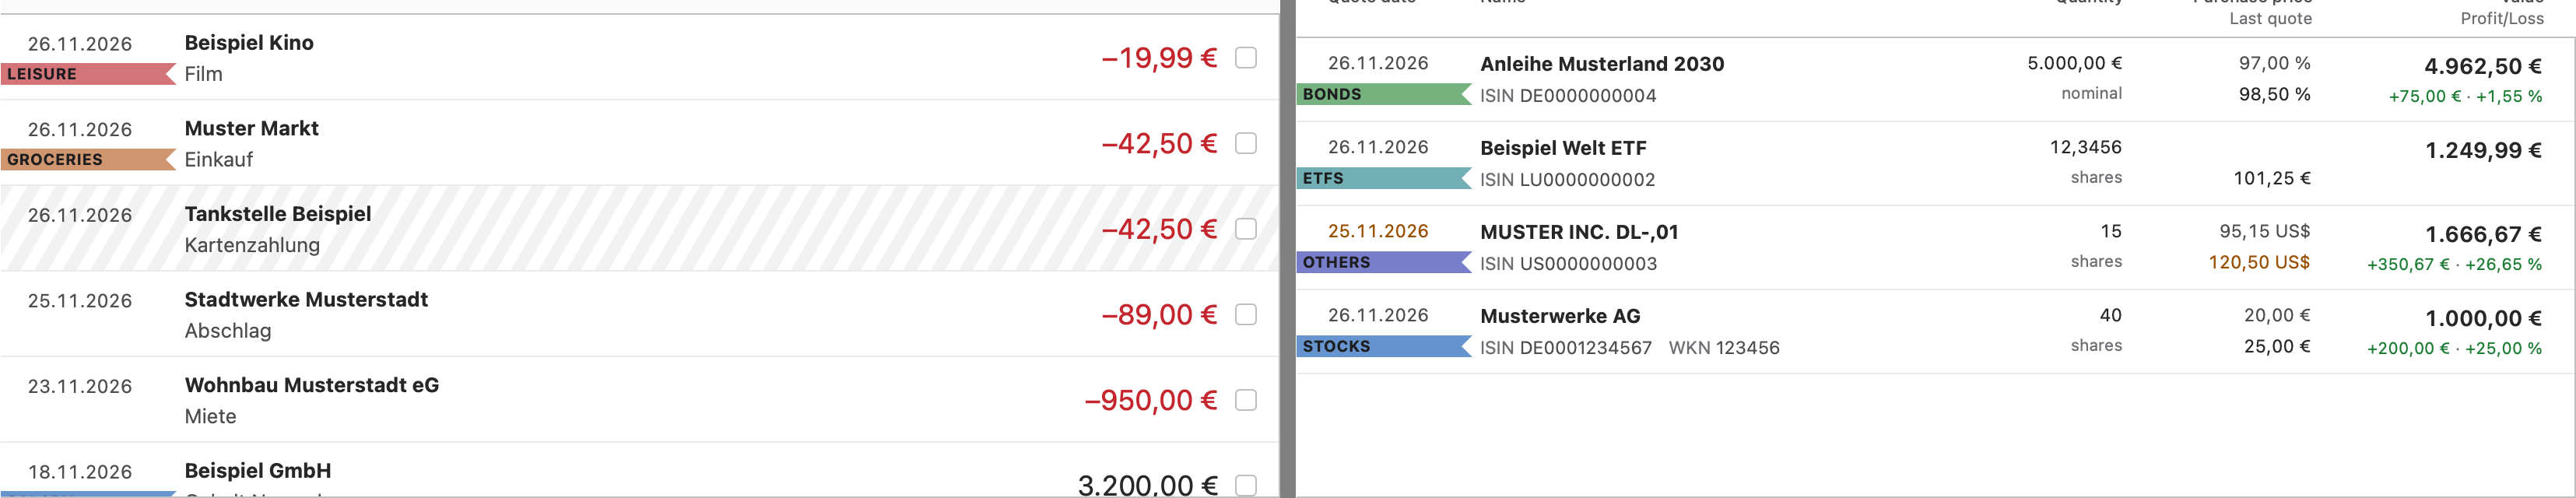 26.11.2026 Beispiel Kino −19,99 €
LEISURE Film
26.11.2026 Muster Markt −42,50 €
GROCERIES Einkauf
26.11.2026 Tankstelle Beispiel −42,50 €
Kartenzahlung
25.11.2026 Stadtwerke Musterstadt −89,00 €
Abschlag
23.11.2026 Wohnbau Musterstadt eG −950,00 €
Miete
18.11.2026 Beispiel GmbH 3.200,00 €
Last quote Profit/Loss
26.11.2026 Anleihe Musterland 2030 5.000,00 € 97,00 % 4.962,50 €
BONDS ISIN DE0000000004 nominal 98,50 % +75,00 € · +1,55 %
26.11.2026 Beispiel Welt ETF 12,3456 1.249,99 €
ETFS ISIN LU0000000002 shares 101,25 €
25.11.2026 MUSTER INC. DL-,01 15 95,15 US$ 1.666,67 €
OTHERS ISIN US0000000003 shares 120,50 US$ +350,67 € · +26,65 %
26.11.2026 Musterwerke AG 40 20,00 € 1.000,00 €
STOCKS ISIN DE0001234567 WKN 123456 shares 25,00 € +200,00 € · +25,00 %